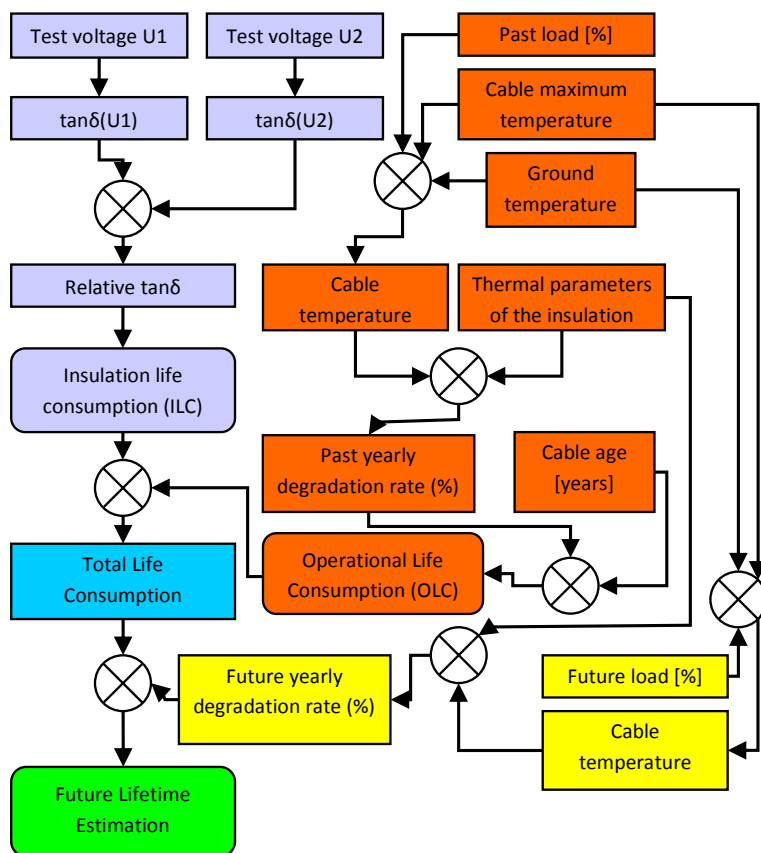 Test voltage U1
Test voltage U2
Past load [%]
tanδ(U1)
tanδ(U2)
Cable maximum
temperature
Ground
temperature
Relative tanδ
Cable
temperature
Thermal parameters
of the insulation
Insulation life
consumption (ILC)
Past yearly
degradation rate (%)
Cable age
[years]
Total Life
Consumption
Operational Life
Consumption (OLC)
Future yearly
degradation rate (%)
Future load [%]
Cable
temperature
Future Lifetime
Estimation